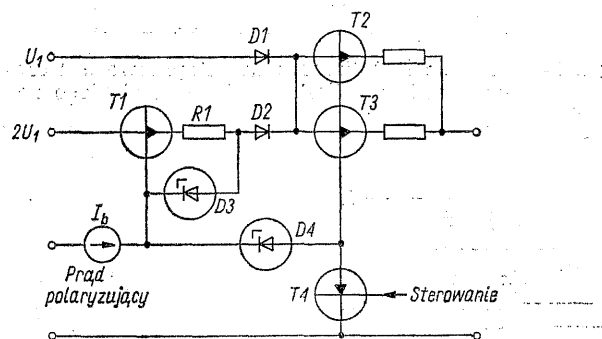 D1
T2
U1
T1
R1
D2
T3
2U1
D3
Ib
D4
Prąd
polaryzujący
T4
Sterowanie